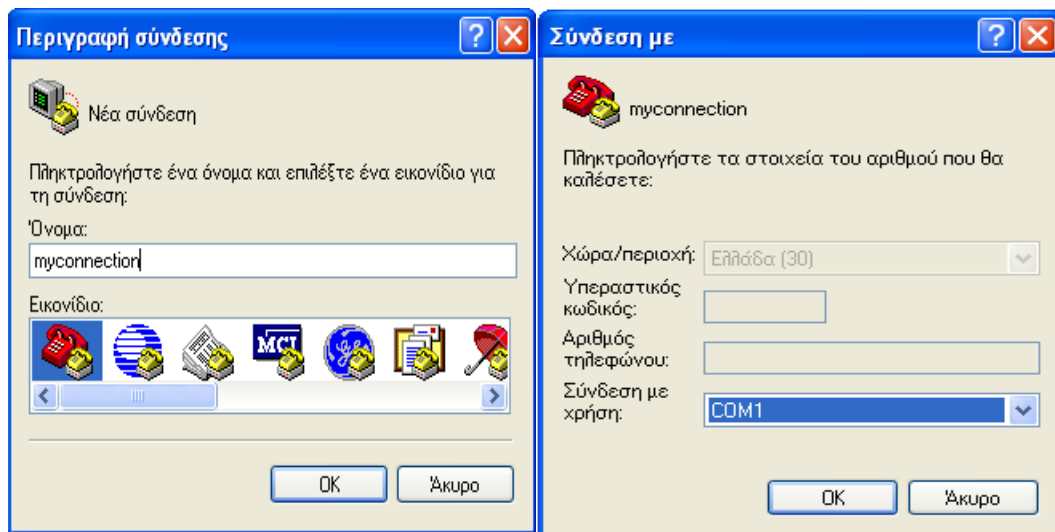 Περιγραφή σύνδεσης
Νέα σύνδεση
Πληκτρολογήστε ένα όνομα και επιλέξτε ένα εικονίδιο για
τη σύνδεση:
Όνομα:
myconnection
Εικονίδιο:
MCI
OK
Άκυρο
Σύνδεση με
myconnection
Πληκτρολογήστε τα στοιχεία του αριθμού που θα
καλέσετε:
Χώρα/περιοχή:
Ελλάδα (30)
Υπεραστικός
κωδικός:
Αριθμός
τηλεφώνου:
Σύνδεση με
χρήση:
COM1
OK
Άκυρο